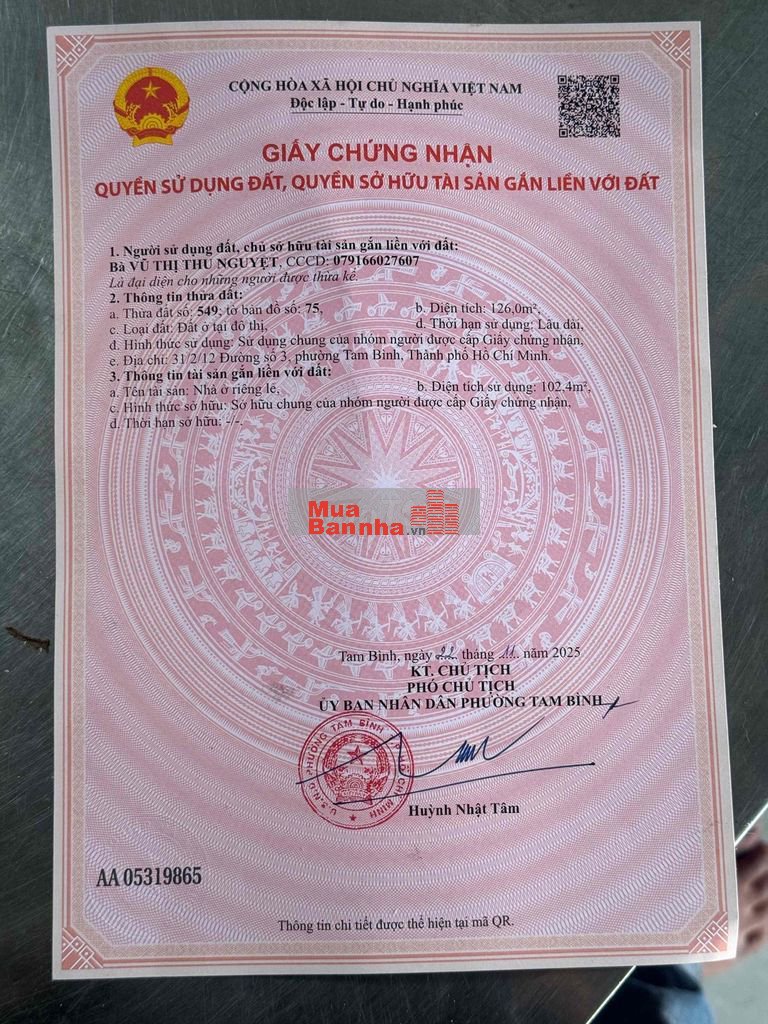 CỘNG HÒA XÃ HỘI CHỦ NGHĨA VIỆT NAM
Độc lập - Tự do - Hạnh phúc
GIẤY CHỨNG NHẬN
QUYỀN SỬ DỤNG ĐẤT, QUYỀN SỞ HỮU TÀI SẢN GẮN LIỀN VỚI ĐẤT
1. Người sử dụng đất, chủ sở hữu tài sản gắn liền với đất:
Bà VŨ THỊ THU NGUYỆT, CCCD: 079166027607
Là đại diện cho những người được thừa kế.
2. Thông tin thửa đất:
a. Thửa đất số: 549; tờ bản đồ số: 75, b. Diện tích: 126,0m²,
c. Loại đất: Đất ở tại đô thị, d. Thời hạn sử dụng: Lâu dài,
đ. Hình thức sử dụng: Sử dụng chung của nhóm người được cấp Giấy chứng nhận,
e. Địa chỉ: 31/2/12 Đường số 3, phường Tam Bình, Thành phố Hồ Chí Minh.
3. Thông tin tài sản gắn liền với đất:
a. Tên tài sản: Nhà ở riêng lẻ, b. Diện tích sử dụng: 102.4m²,
c. Hình thức sở hữu: Sở hữu chung của nhóm người được cấp Giấy chứng nhận,
d. Thời hạn sở hữu: -/-.
Mua
Bannha.vn
Tam Bình, ngày 22 tháng 11 năm 2025
KT. CHỦ TỊCH
PHÓ CHỦ TỊCH
ỦY BAN NHÂN DÂN PHƯỜNG TAM BÌNH
U.B.N.D PHƯỜNG TAM BÌNH T.P HỒ CHÍ MINH
Huỳnh Nhật Tâm
AA 05319865
Thông tin chi tiết được thể hiện tại mã QR.